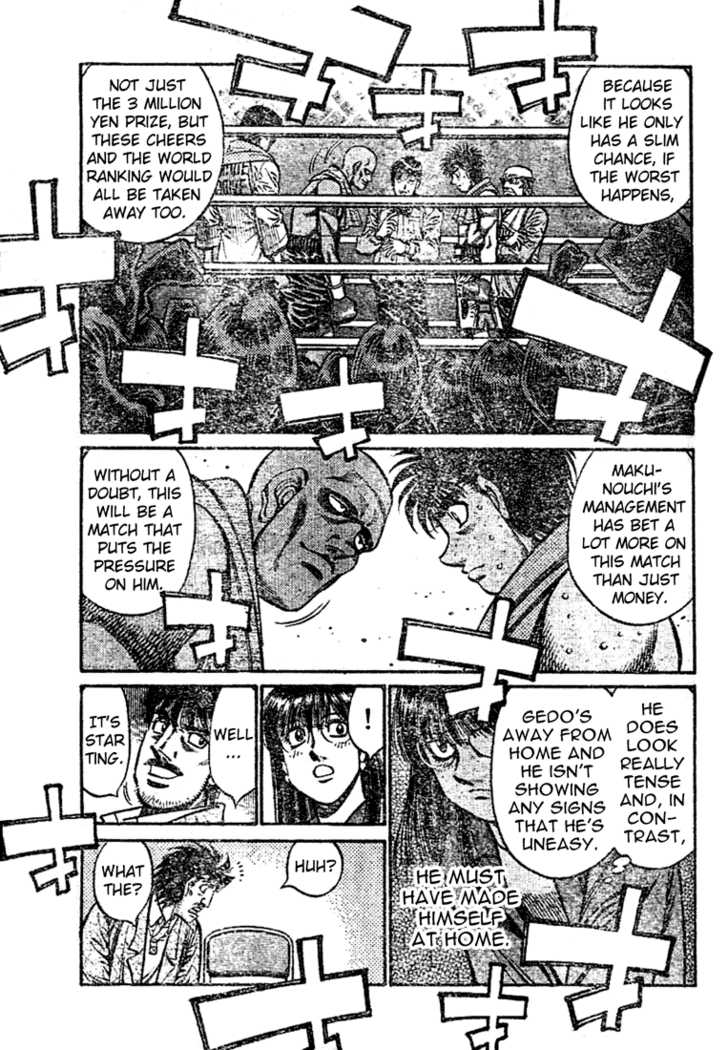 BECAUSE
IT LOOKS
LIKE HE ONLY
HAS A SLIM
CHANCE, IF
THE WORST
HAPPENS,
NOT JUST
THE 3 MILLION
YEN PRIZE, BUT
THESE CHEERS
AND THE WORLD
RANKING WOULD
ALL BE TAKEN
AWAY TOO.
MAKU-
NOUCHI'S
MANAGEMENT
HAS BET A
LOT MORE ON
THIS MATCH
THAN JUST
MONEY.
WITHOUT A
DOUBT, THIS
WILL BE A
MATCH THAT
PUTS THE
PRESSURE
ON HIM.
HE
DOES
LOOK
REALLY
TENSE
AND, IN
CON-
TRAST,
GEDO'S
AWAY FROM
HOME AND
HE ISN'T
SHOWING
ANY SIGNS
THAT HE'S
UNEASY.
HE MUST
HAVE MADE
HIMSELF
AT HOME.
!
WELL
...
IT'S
STAR
TING.
HUH?
WHAT
THE?